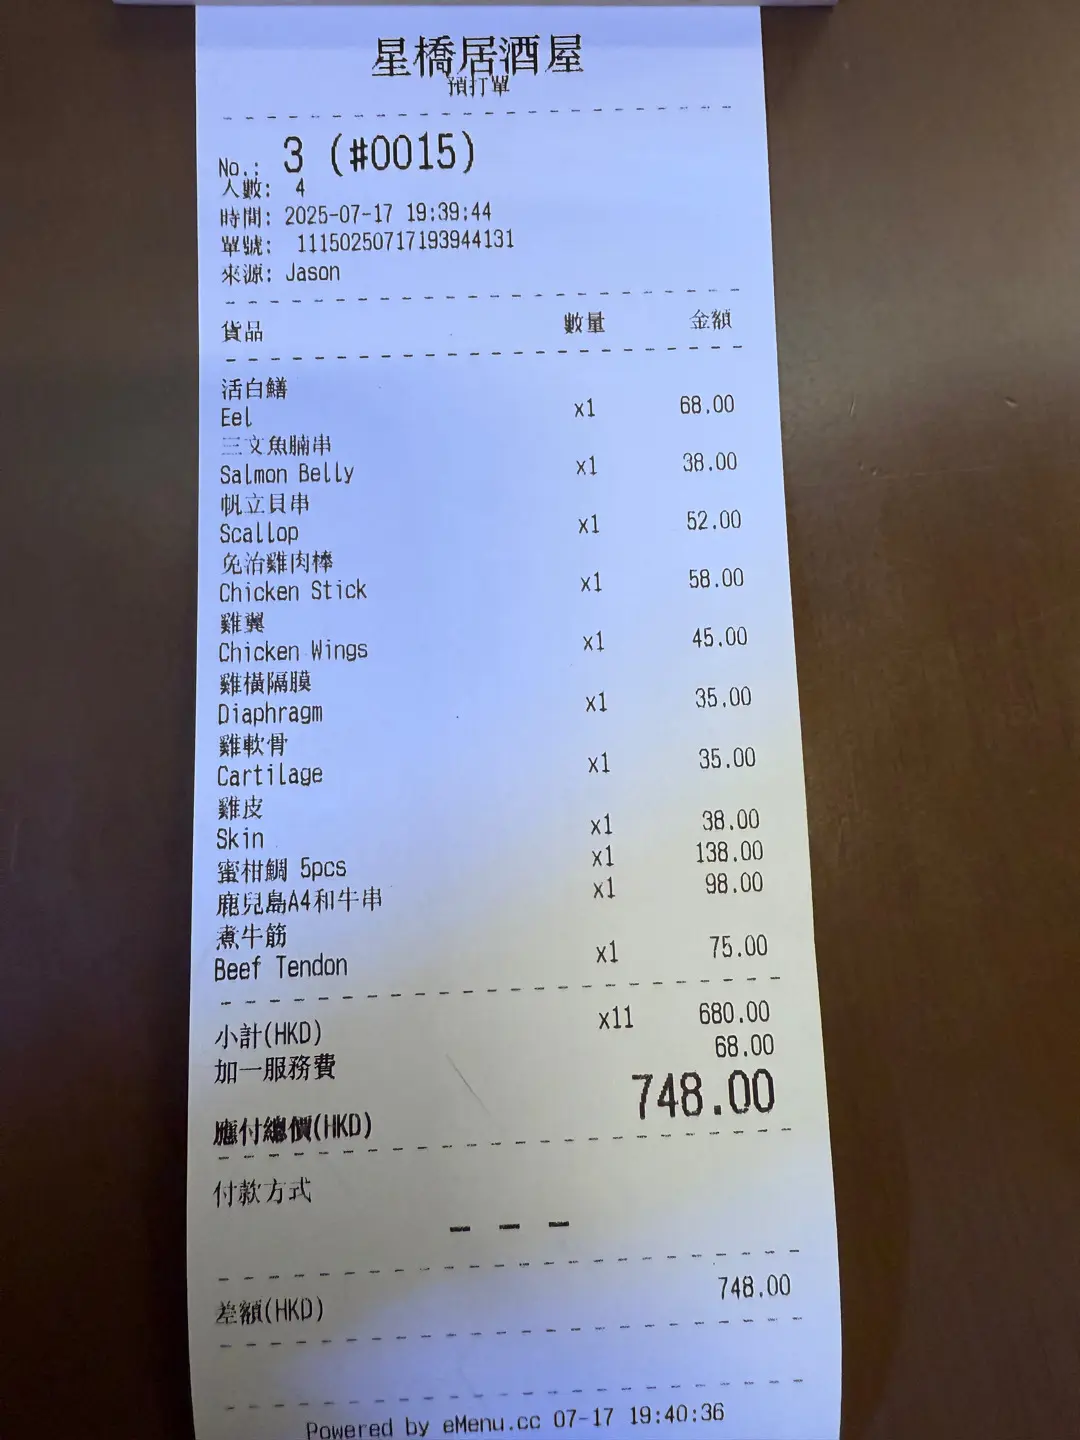 星橋居酒屋
預打單
No.: 3 (#0015)
人數: 4
時間: 2025-07-17 19:39:44
單號: 11150250717193944131
來源: Jason
貨品 數量 金額
活白鱔
Eel x1 68.00
三文魚腩串
Salmon Belly x1 38.00
帆立貝串
Scallop x1 52.00
免治雞肉棒
Chicken Stick x1 58.00
雞翼
Chicken Wings x1 45.00
雞橫隔膜
Diaphragm x1 35.00
雞軟骨
Cartilage x1 35.00
雞皮
Skin x1 38.00
蜜柑鯛 5pcs x1 138.00
鹿兒島A4和牛串 x1 98.00
煮牛筋
Beef Tendon x1 75.00
小計(HKD) x11 680.00
加一服務費 68.00
應付總價(HKD) 748.00
付款方式
— — —
差額(HKD) 748.00
Powered by eMenu.cc 07-17 19:40:36